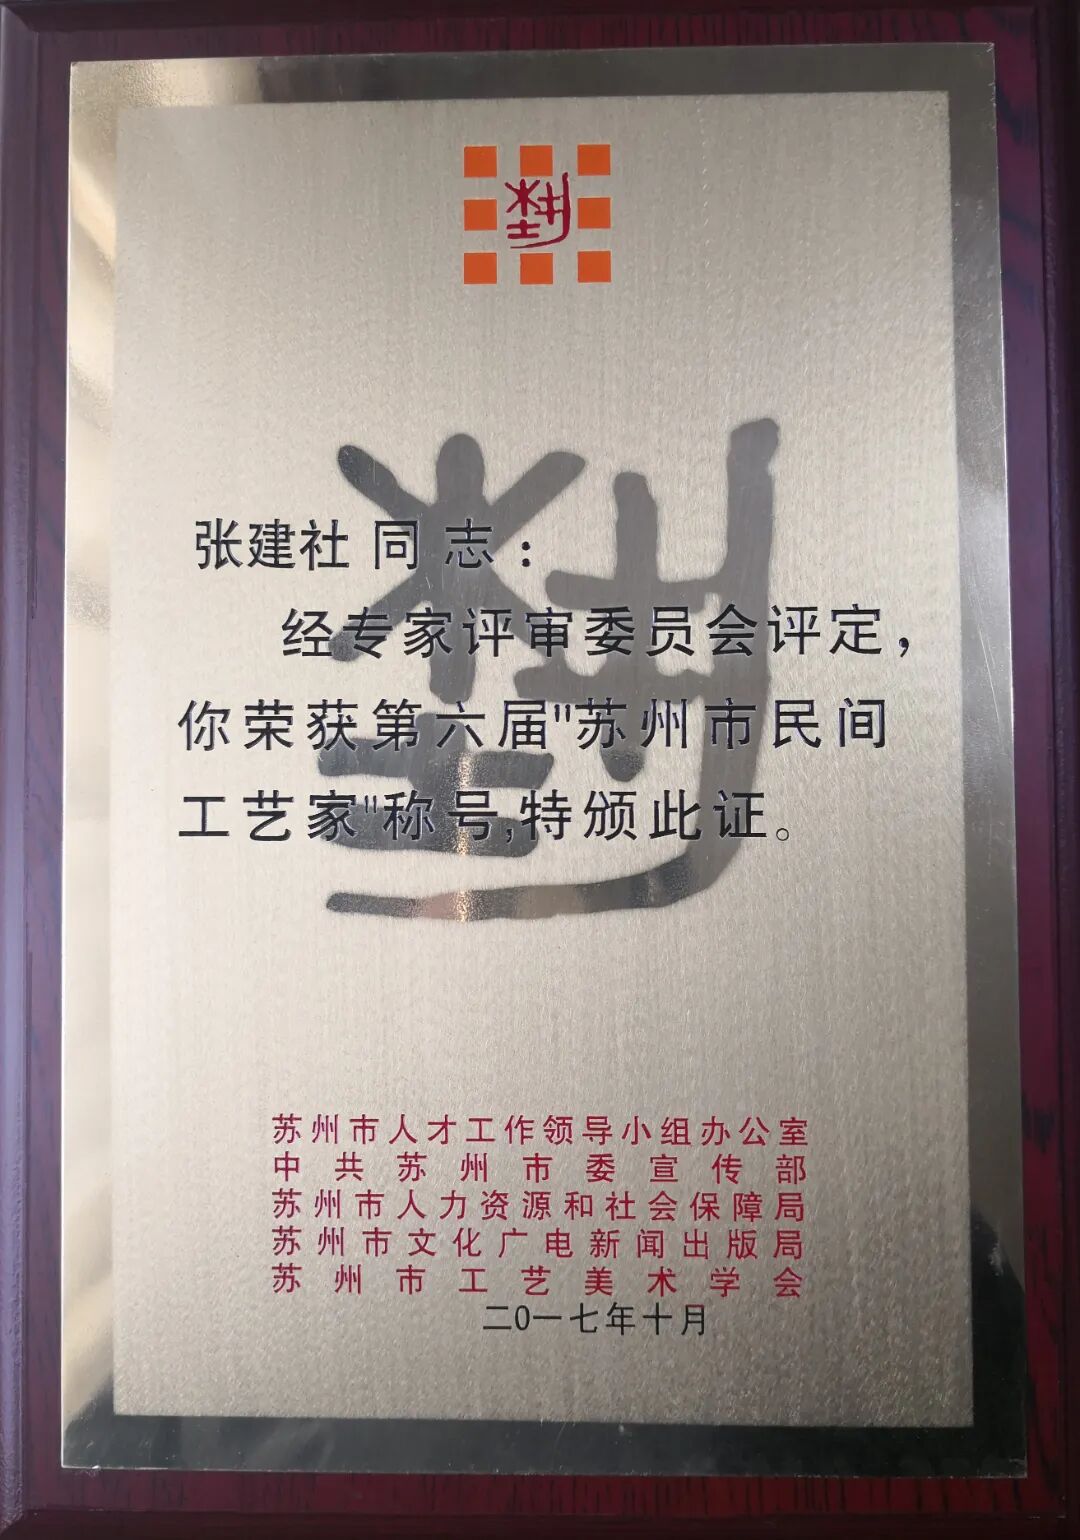 张建社同志：
经专家评审委员会评定，
你荣获第六届"苏州市民间
工艺家"称号,特颁此证。
苏州市人才工作领导小组办公室
中共苏州市委宣传部
苏州市人力资源和社会保障局
苏州市文化广电新闻出版局
苏州市工艺美术学会
二0一七年十月